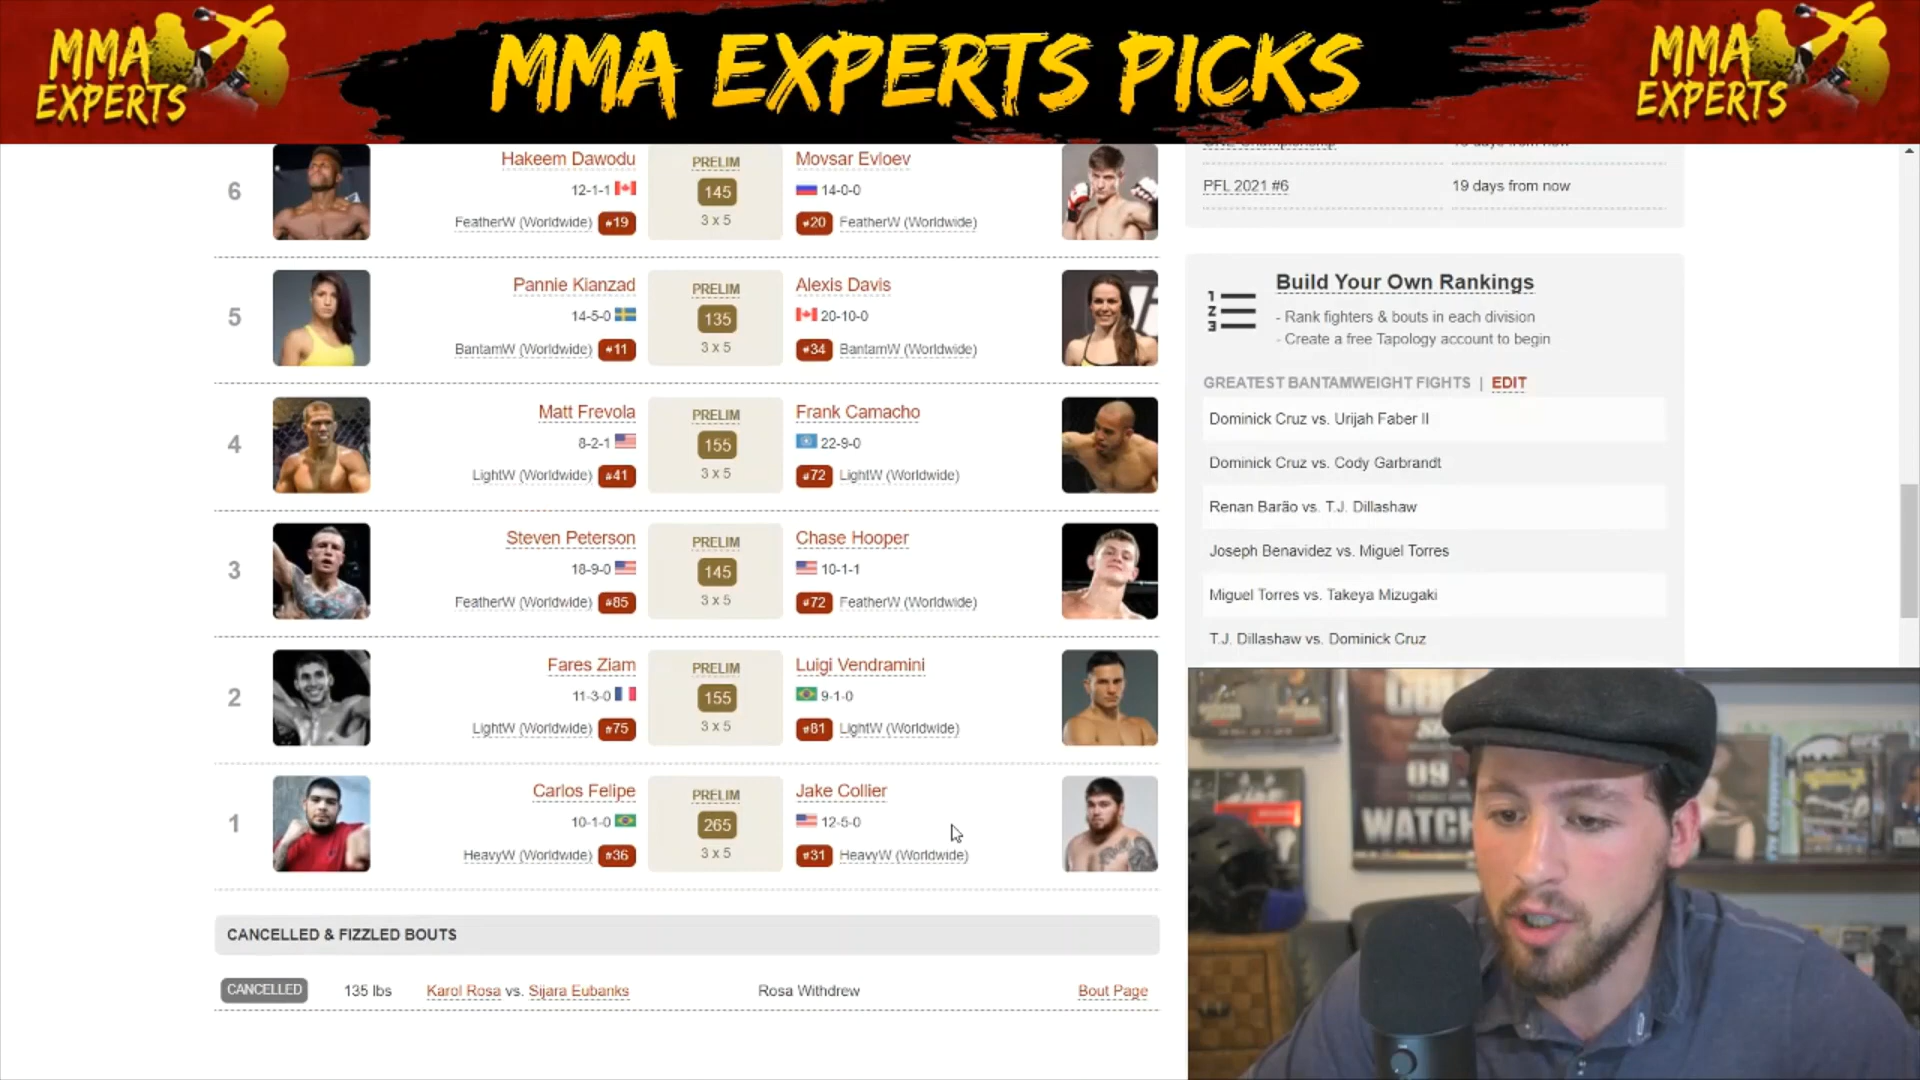 MMA EXPERTS
MMA EXPERTS PICKS
MMA EXPERTS
6
Hakeem Dawodu
12-1-1
FeatherW (Worldwide) #19
PRELIM
145
3 x 5
Movsar Evloev
14-0-0
#20 FeatherW (Worldwide)
5
Pannie Kianzad
14-5-0
BantamW (Worldwide) #11
PRELIM
135
3 x 5
Alexis Davis
20-10-0
#34 BantamW (Worldwide)
4
Matt Frevola
8-2-1
LightW (Worldwide) #41
PRELIM
155
3 x 5
Frank Camacho
22-9-0
#72 LightW (Worldwide)
3
Steven Peterson
18-9-0
FeatherW (Worldwide) #85
PRELIM
145
3 x 5
Chase Hooper
10-1-1
#72 FeatherW (Worldwide)
2
Fares Ziam
11-3-0
LightW (Worldwide) #75
PRELIM
155
3 x 5
Luigi Vendramini
9-1-0
#81 LightW (Worldwide)
1
Carlos Felipe
10-1-0
HeavyW (Worldwide) #36
PRELIM
265
3 x 5
Jake Collier
12-5-0
#31 HeavyW (Worldwide)
CANCELLED & FIZZLED BOUTS
CANCELLED 135 lbs Karol Rosa vs. Sijara Eubanks Rosa Withdrew Bout Page
PFL 2021 #6 19 days from now
1
2
3
Build Your Own Rankings
- Rank fighters & bouts in each division
- Create a free Tapology account to begin
GREATEST BANTAMWEIGHT FIGHTS | EDIT
Dominick Cruz vs. Urijah Faber II
Dominick Cruz vs. Cody Garbrandt
Renan Barão vs. T.J. Dillashaw
Joseph Benavidez vs. Miguel Torres
Miguel Torres vs. Takeya Mizugaki
T.J. Dillashaw vs. Dominick Cruz
09
WATCH